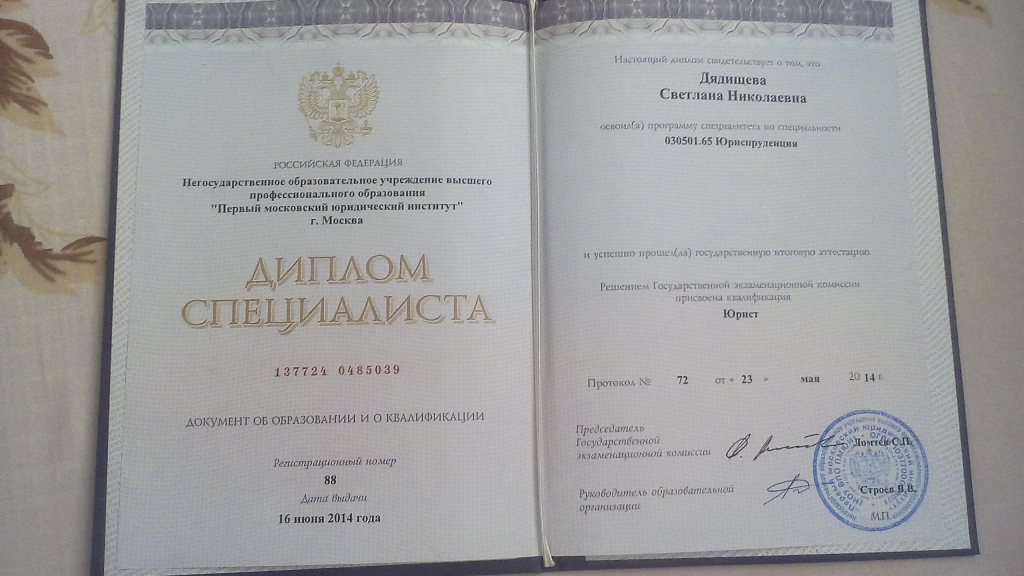 РОССИЙСКАЯ ФЕДЕРАЦИЯ
Негосударственное образовательное учреждение высшего
профессионального образования
"Первый московский юридический институт"
г. Москва
ДИПЛОМ
СПЕЦИАЛИСТА
137724 0485039
ДОКУМЕНТ ОБ ОБРАЗОВАНИИ И О КВАЛИФИКАЦИИ
Регистрационный номер
88
Дата выдачи
16 июня 2014 года
Настоящий диплом свидетельствует о том, что
Дядищева
Светлана Николаевна
освоил(а) программу специалитета по специальности
030501.65 Юриспруденция
и успешно прошел(ла) государственную итоговую аттестацию
Решением Государственной экзаменационной комиссии
присвоена квалификация
Юрист
Протокол № 72 от « 23 » мая 2014 г.
Председатель
Государственной
экзаменационной комиссии
Ломтев С.П.
Руководитель образовательной
организации
Строев В.В.
М.П.